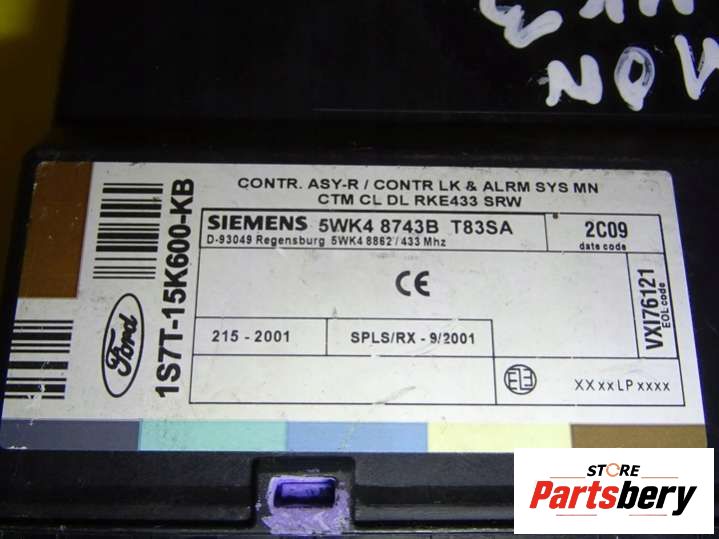 MON
CONTR. ASY-R / CONTR LK & ALRM SYS MN
CTM CL DL RKE433 SRW
1S7T-15K600-KB
Ford
SIEMENS 5WK4 8743B T83SA
D-93049 Regensburg 5WK4 8862 / 433 Mhz
2C09
date code
CE
VXI76121
EOL code
215 - 2001
SPLS/RX - 9/2001
XXxxLPxxxx
STORE
Partsbery